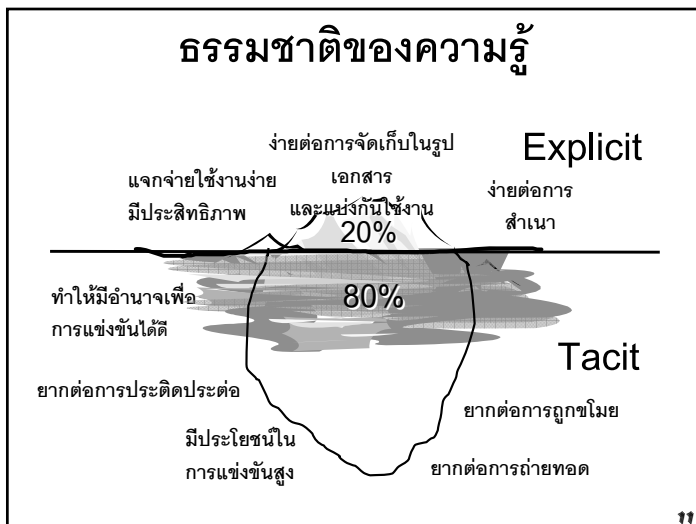 ธรรมชาติของความรู้
ง่ายต่อการจัดเก็บในรูป
เอกสาร
และแบ่งกันใช้งาน
Explicit
แจกจ่ายใช้งานง่าย
มีประสิทธิภาพ
ง่ายต่อการ
สำเนา
20%
80%
ทำให้มีอำนาจเพื่อ
การแข่งขันได้ดี
Tacit
ยากต่อการประติดประต่อ
ยากต่อการถูกขโมย
มีประโยชน์ใน
การแข่งขันสูง
ยากต่อการถ่ายทอด